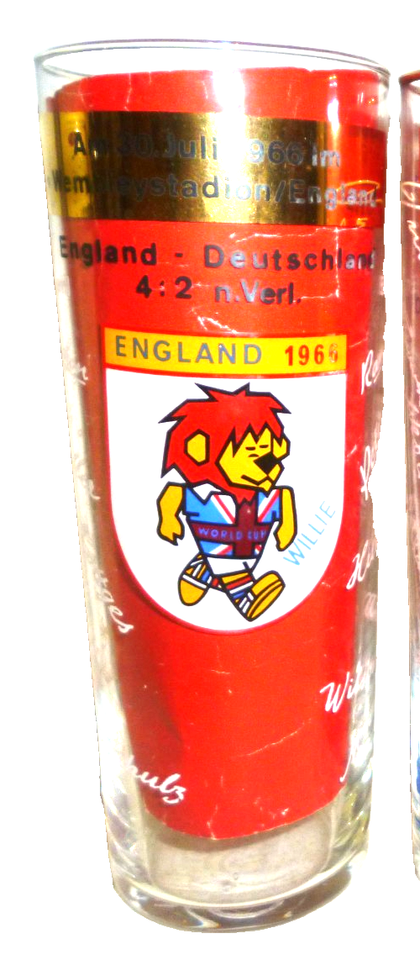 Am 30. Juli 1966 im
Wembleystadion/England
England - Deutschland
4:2 n.Verl.
ENGLAND 1966
WORLD CUP
WILLIE